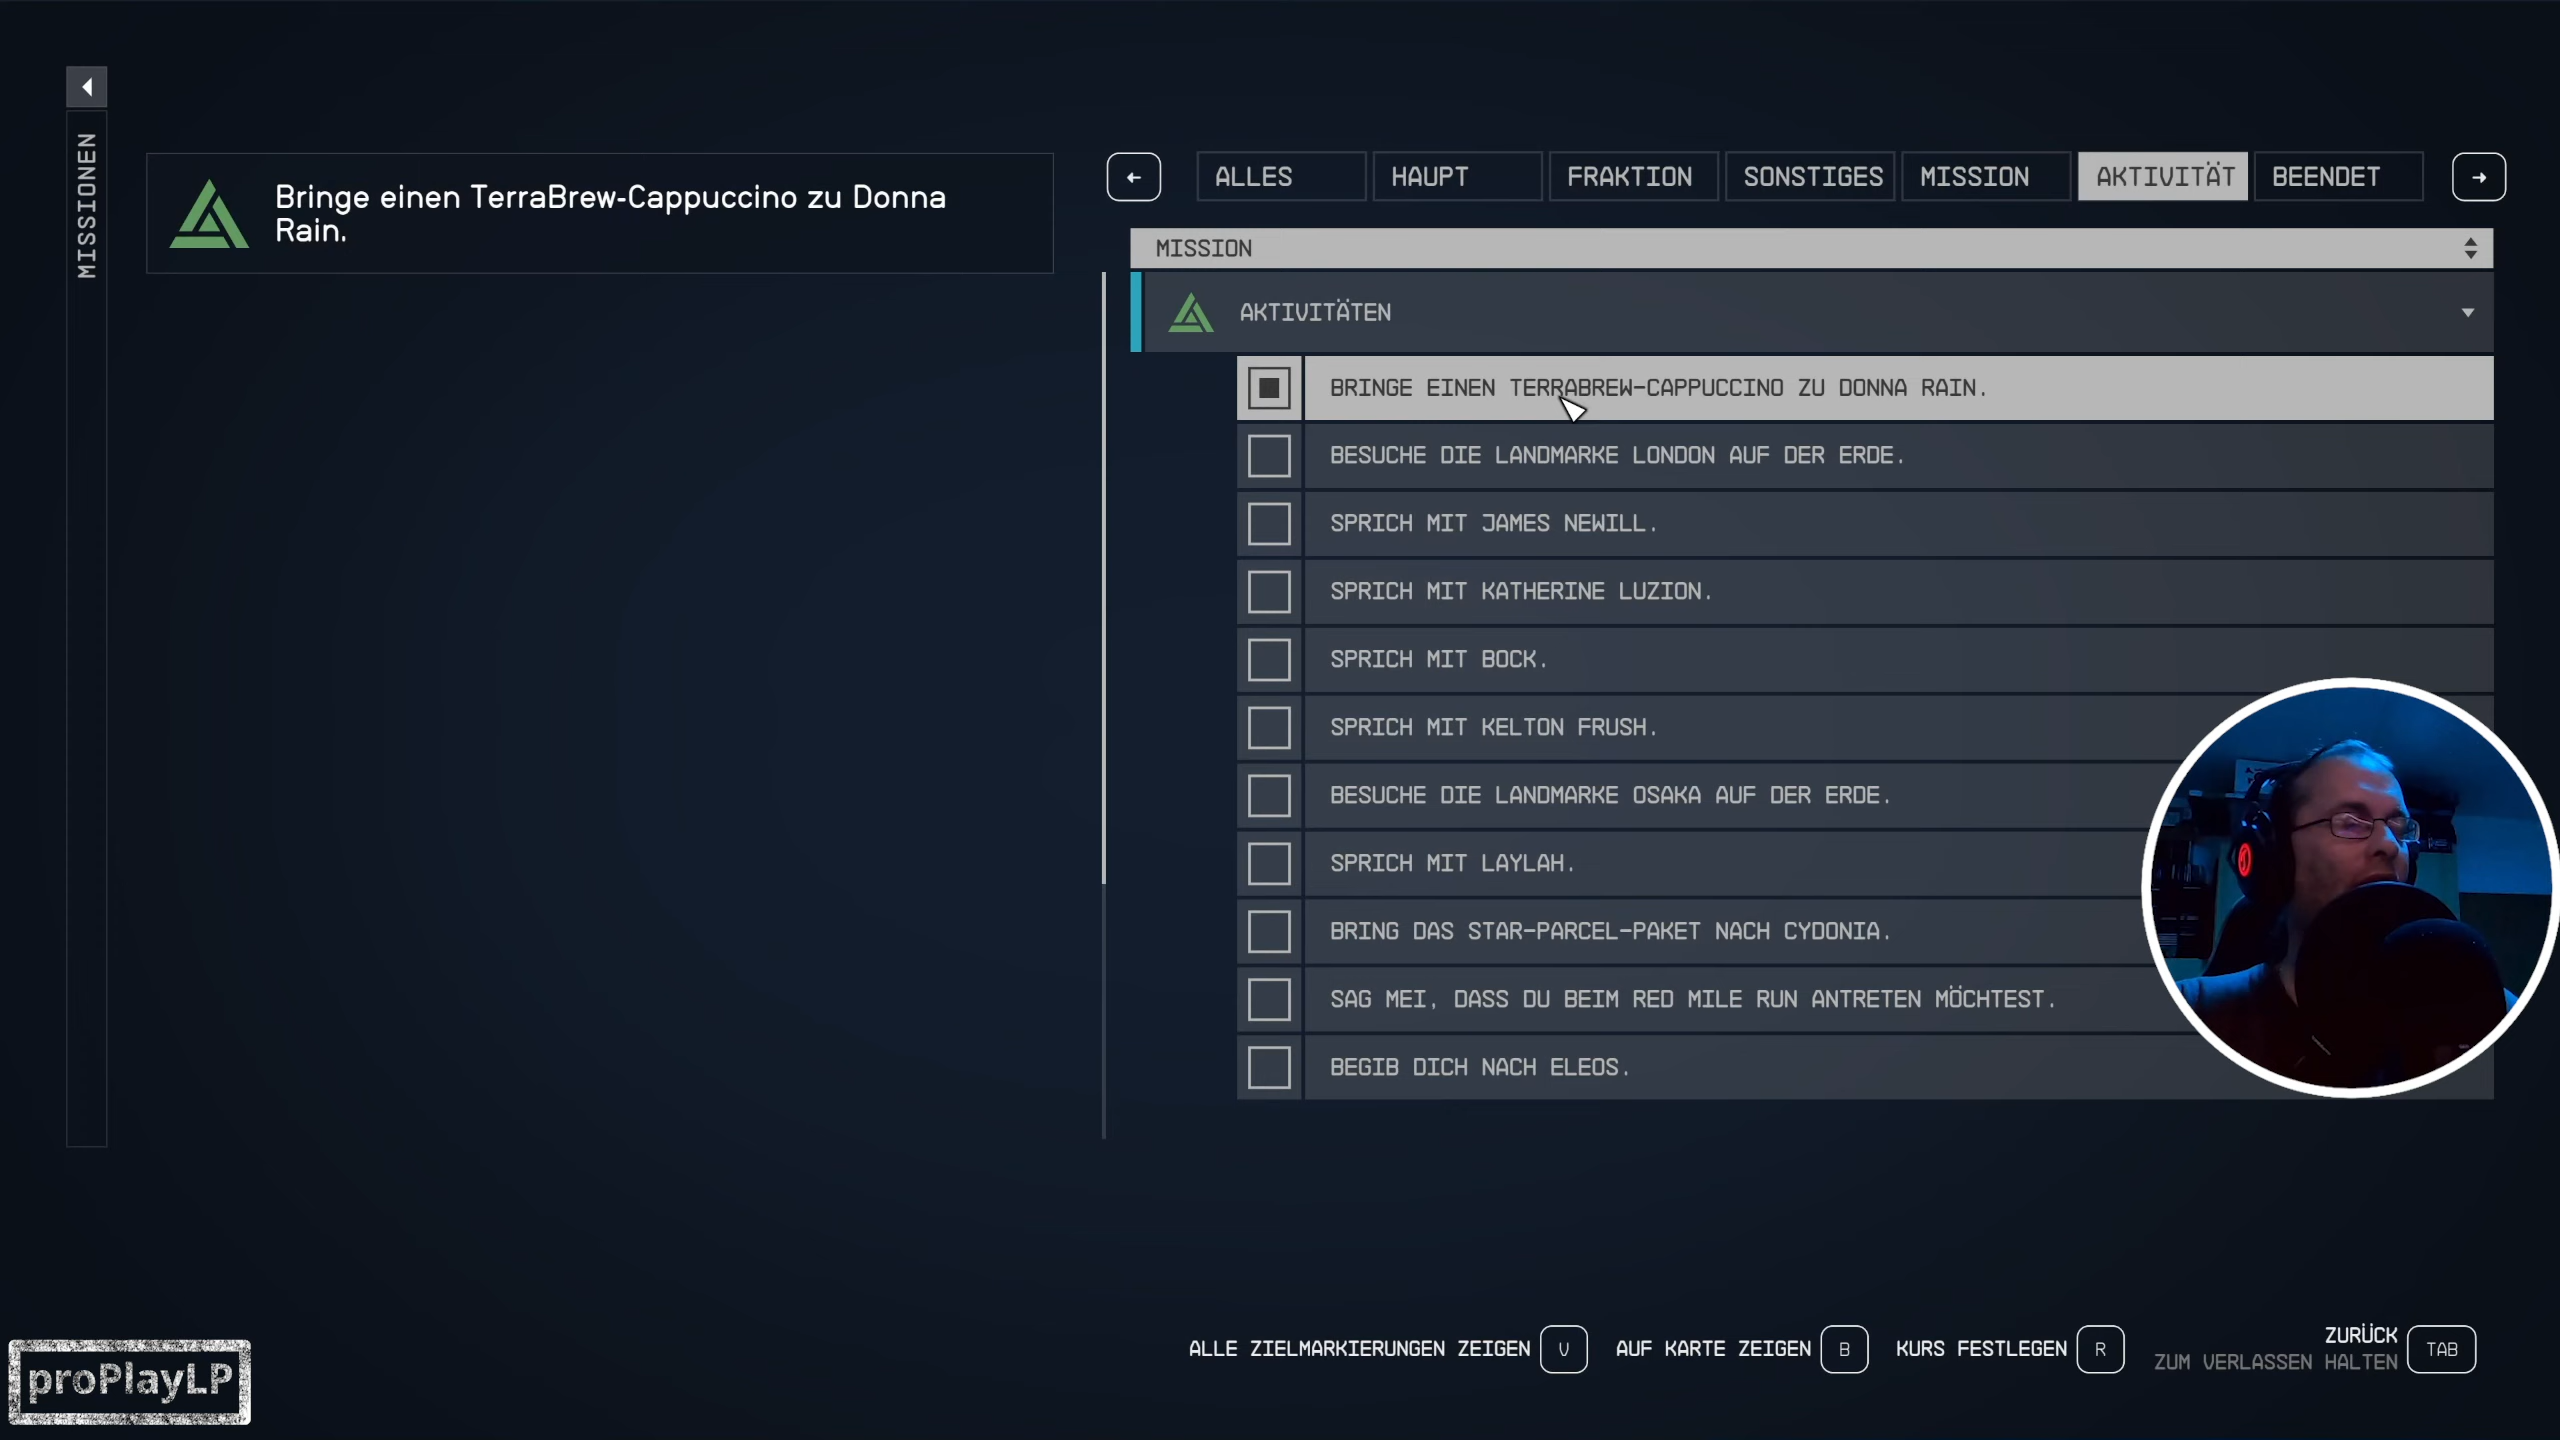 MISSIONEN
Bringe einen TerraBrew-Cappuccino zu Donna
Rain.
ALLES
HAUPT
FRAKTION
SONSTIGES
MISSION
AKTIVITÄT
BEENDET
MISSION
AKTIVITÄTEN
BRINGE EINEN TERRABREW-CAPPUCCINO ZU DONNA RAIN.
BESUCHE DIE LANDMARKE LONDON AUF DER ERDE.
SPRICH MIT JAMES NEWILL.
SPRICH MIT KATHERINE LUZION.
SPRICH MIT BOCK.
SPRICH MIT KELTON FRUSH.
BESUCHE DIE LANDMARKE OSAKA AUF DER ERDE.
SPRICH MIT LAYLAH.
BRING DAS STAR-PARCEL-PAKET NACH CYDONIA.
SAG MEI, DASS DU BEIM RED MILE RUN ANTRETEN MÖCHTEST.
BEGIB DICH NACH ELEOS.
ALLE ZIELMARKIERUNGEN ZEIGEN V
AUF KARTE ZEIGEN B
KURS FESTLEGEN R
ZURÜCK
ZUM VERLASSEN HALTEN TAB
proPlayLP